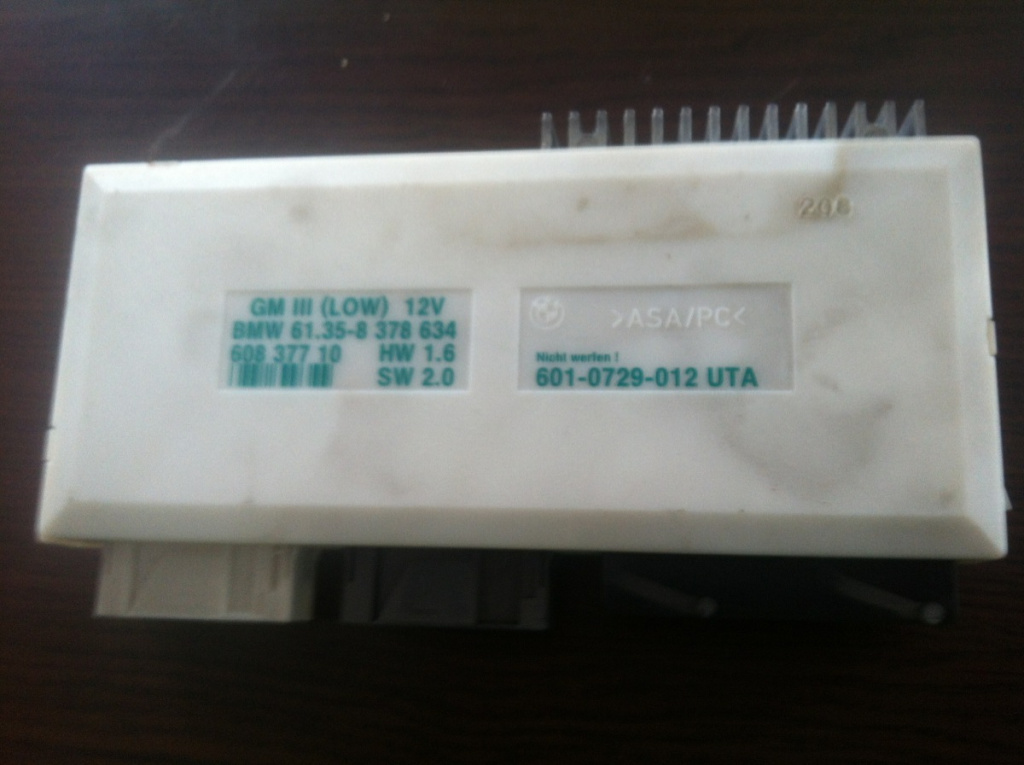 208
GM III (LOW) 12V
BMW 61.35-8 378 634
608 377 10 HW 1.6
SW 2.0
>ASA/PC<
Nicht werfen !
601-0729-012 UTA